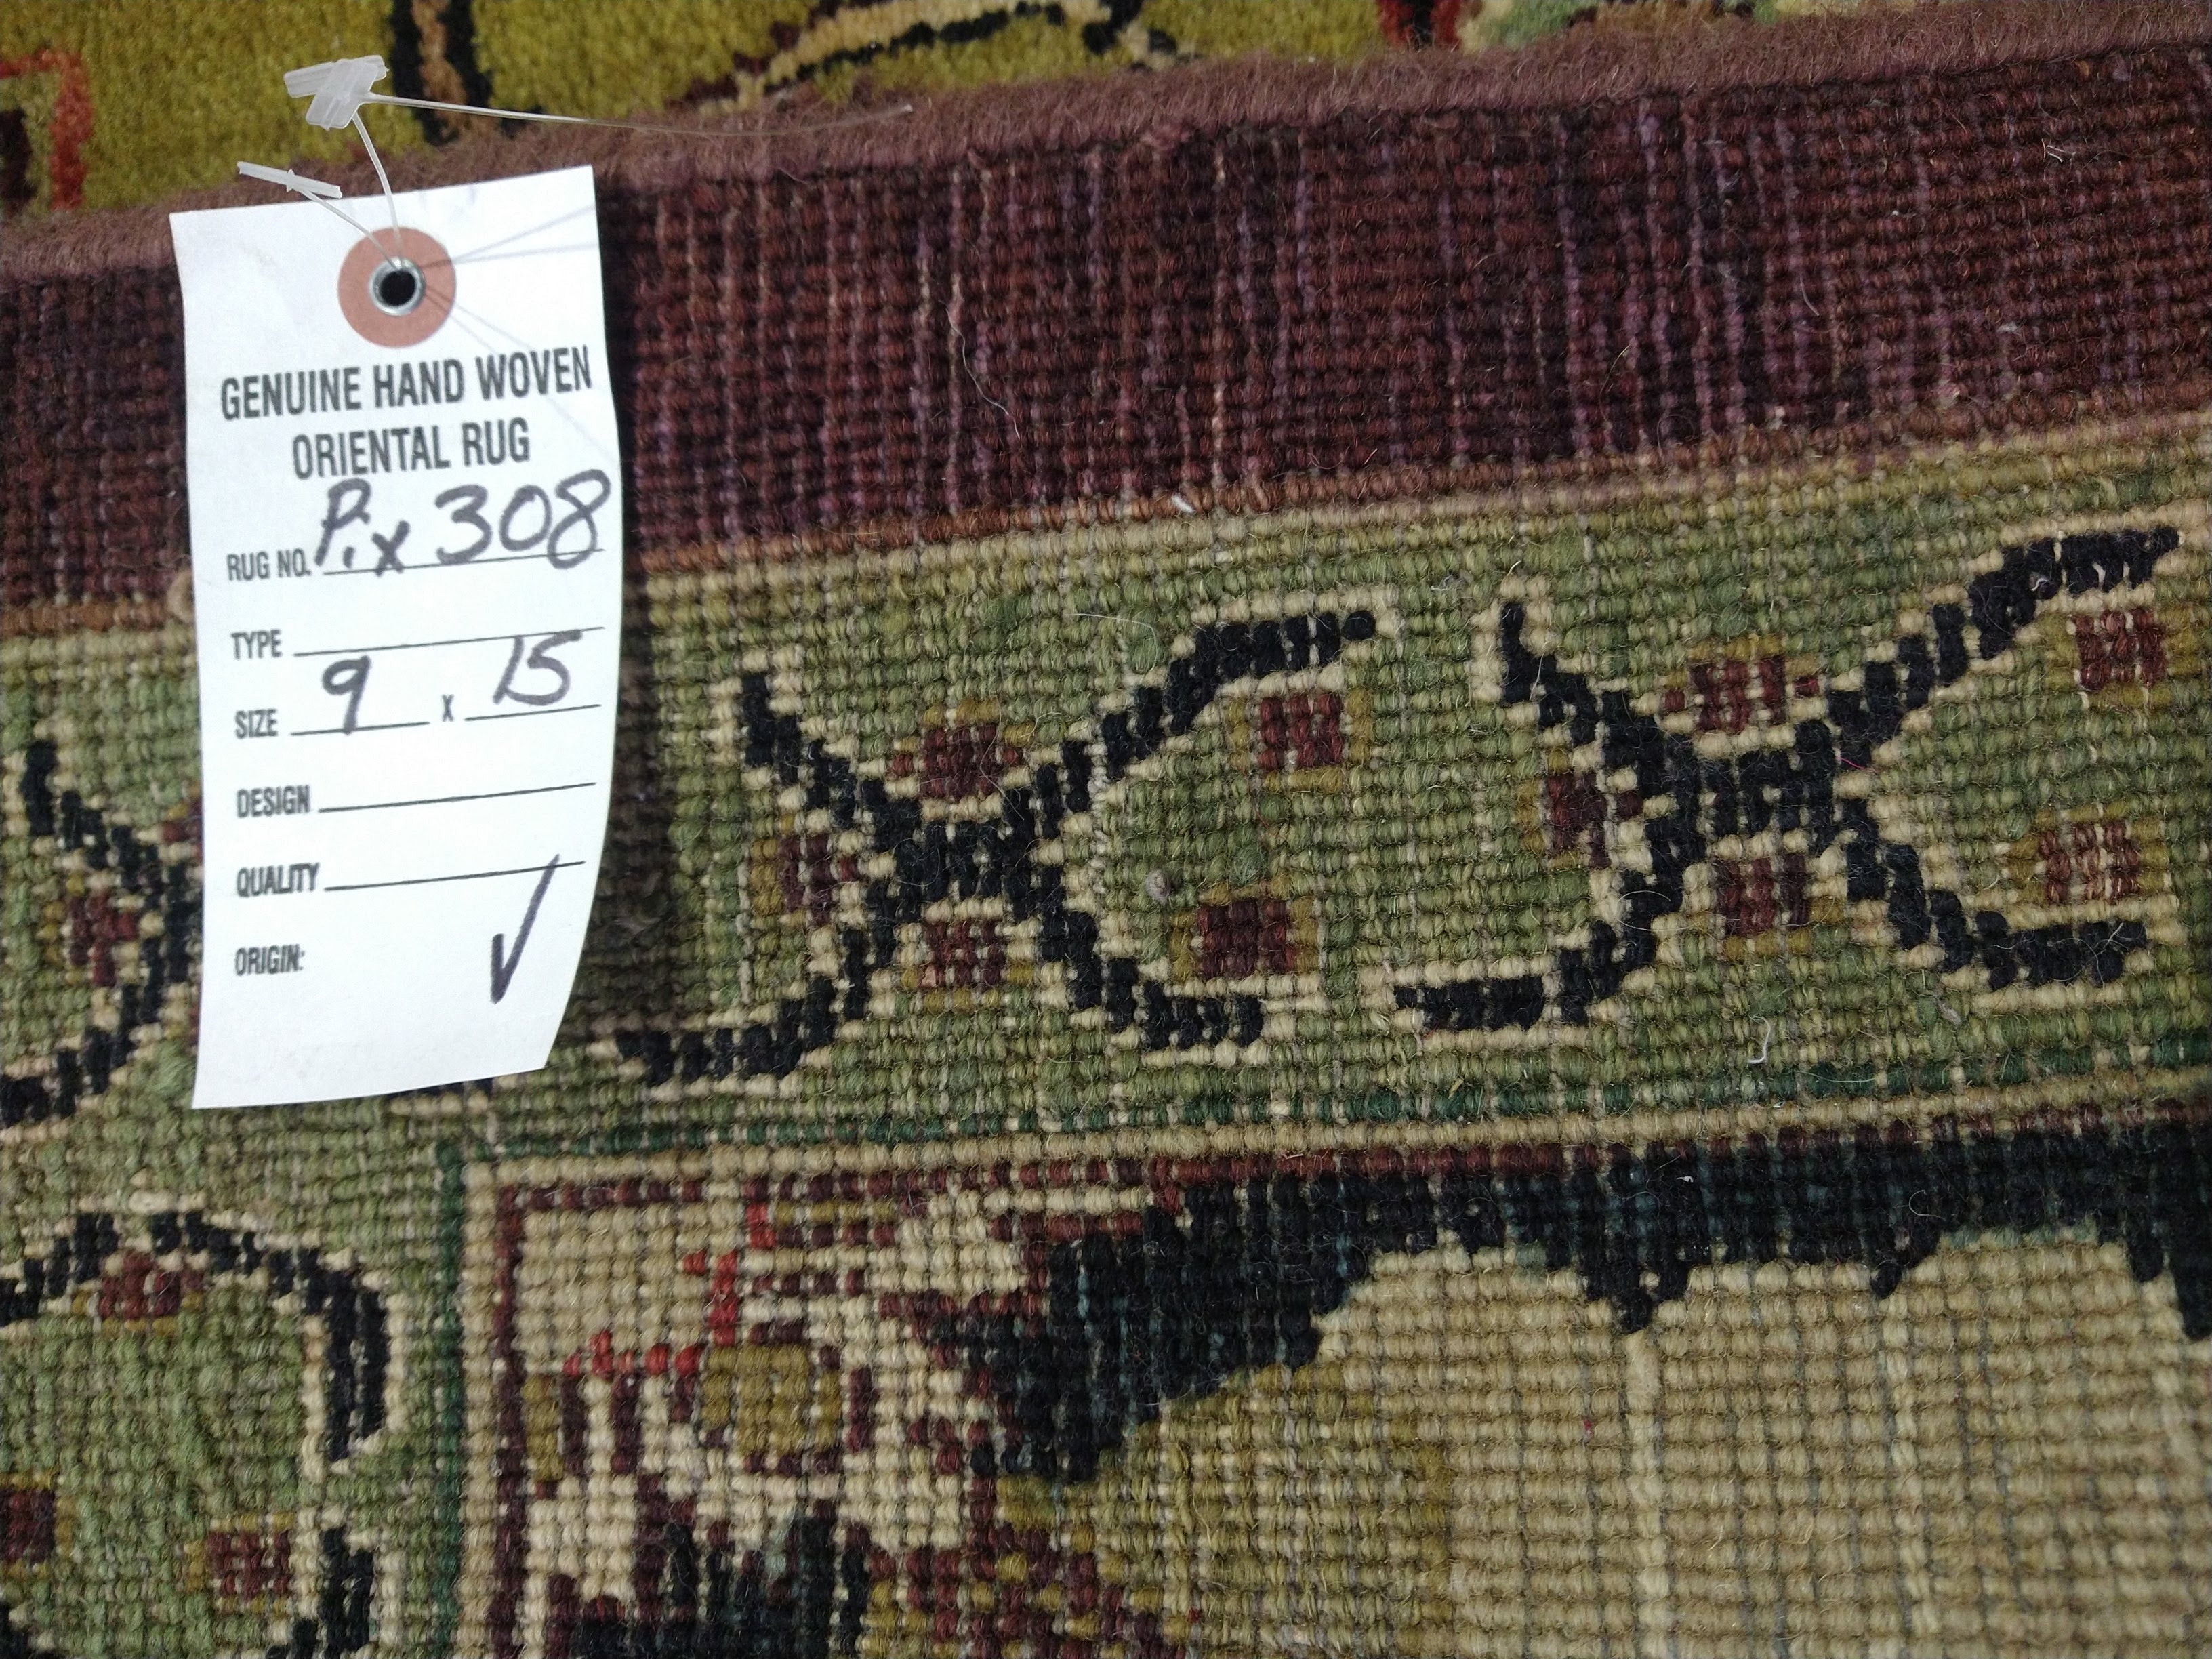 GENUINE HAND WOVEN
ORIENTAL RUG
RUG NO. P.x 308
TYPE
SIZE 9 x 15
DESIGN
QUALITY
ORIGIN: ✓